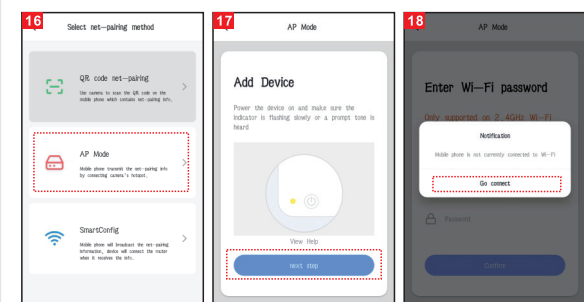 16
Select net-pairing method
QR code net-pairing
Use camera to scan the QR code on the
mobile phone which contains net-pairing info.
AP Mode
Mobile phone transmit the net-pairing info
by connecting camera's hotspot.
SmartConfig
Mobile phone will broadcast the net-pairing
information, device will connect the router
when it receives the info.
17
AP Mode
Add Device
Power the device on and make sure the
indicator is flashing slowly or a prompt tone is
heard
View Help
next step
18
AP Mode
Enter Wi-Fi password
Only supported on 2.4GHz Wi-Fi
Notification
Mobile phone is not currently connected to Wi-Fi
Go connect
Password
Confirm